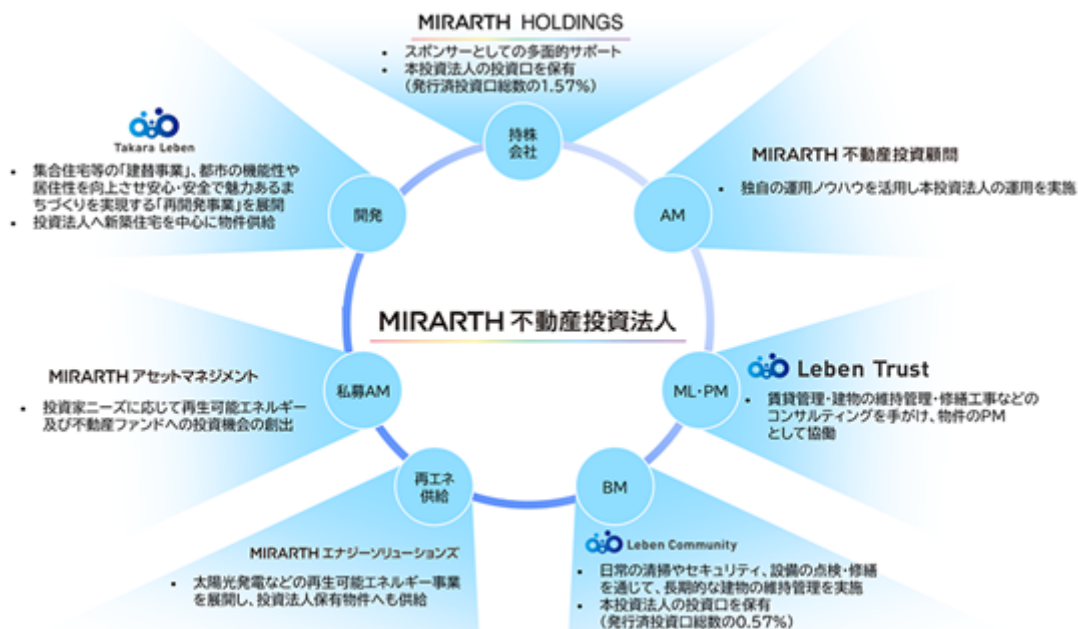 MIRARTH HOLDINGS
• スポンサーとしての多面的サポート
• 本投資法人の投資口を保有
(発行済投資口総数の1.57%)
持株
会社
Takara Leben
• 集合住宅等の「建替事業」、都市の機能性や
居住性を向上させ安心・安全で魅力あるま
ちづくりを実現する「再開発事業」を展開
• 投資法人へ新築住宅を中心に物件供給
開発
MIRARTH 不動産投資顧問
• 独自の運用ノウハウを活用し本投資法人の運用を実施
AM
MIRARTH 不動産投資法人
MIRARTH アセットマネジメント
• 投資家ニーズに応じて再生可能エネルギー
及び不動産ファンドへの投資機会の創出
私募AM
Leben Trust
• 賃貸管理・建物の維持管理・修繕工事などの
コンサルティングを手がけ、物件のPM
として協働
ML・PM
再エネ
供給
MIRARTH エナジーソリューションズ
• 太陽光発電などの再生可能エネルギー事業
を展開し、投資法人保有物件へも供給
BM
Leben Community
• 日常の清掃やセキュリティ、設備の点検・修繕
を通じて、長期的な建物の維持管理を実施
• 本投資法人の投資口を保有
(発行済投資口総数の0.57%)